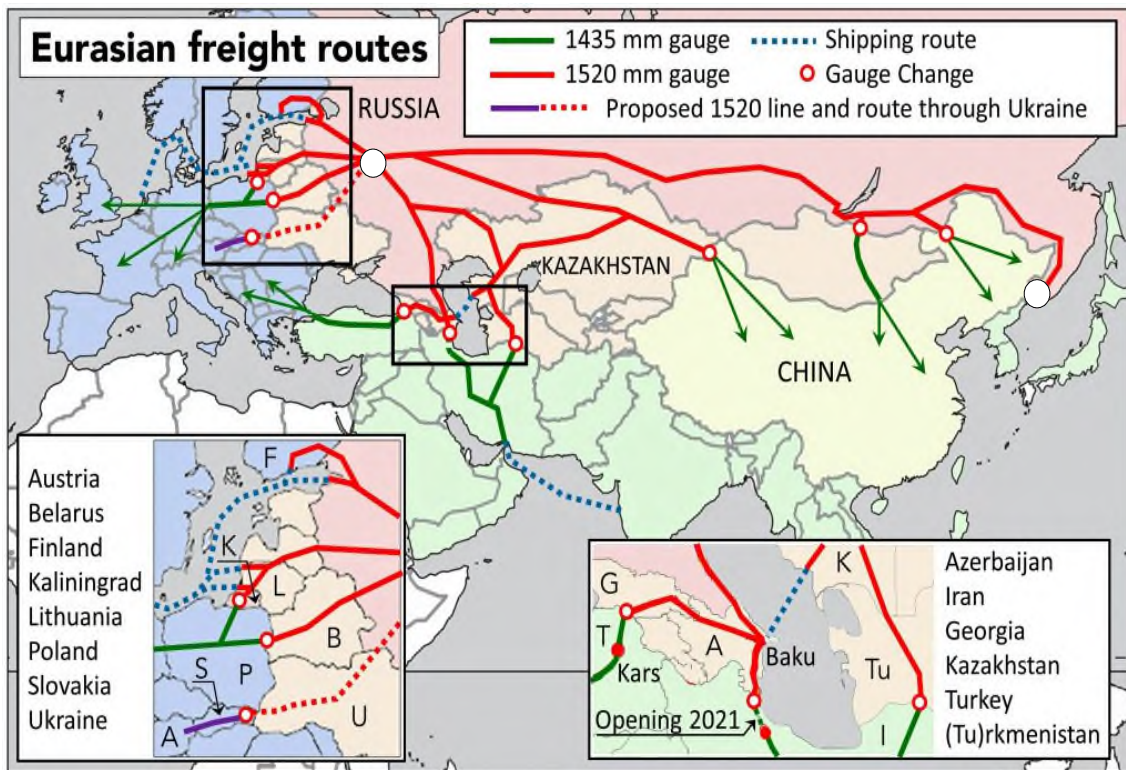 Eurasian freight routes
1435 mm gauge
Shipping route
1520 mm gauge
Gauge Change
Proposed 1520 line and route through Ukraine
RUSSIA
KAZAKHSTAN
CHINA
Austria
Belarus
Finland
Kaliningrad
Lithuania
Poland
Slovakia
Ukraine
F
K
L
B
S
P
A
U
G
K
T
A
Kars
Baku
Tu
Opening 2021
I
Azerbaijan
Iran
Georgia
Kazakhstan
Turkey
(Tu)rkmenistan